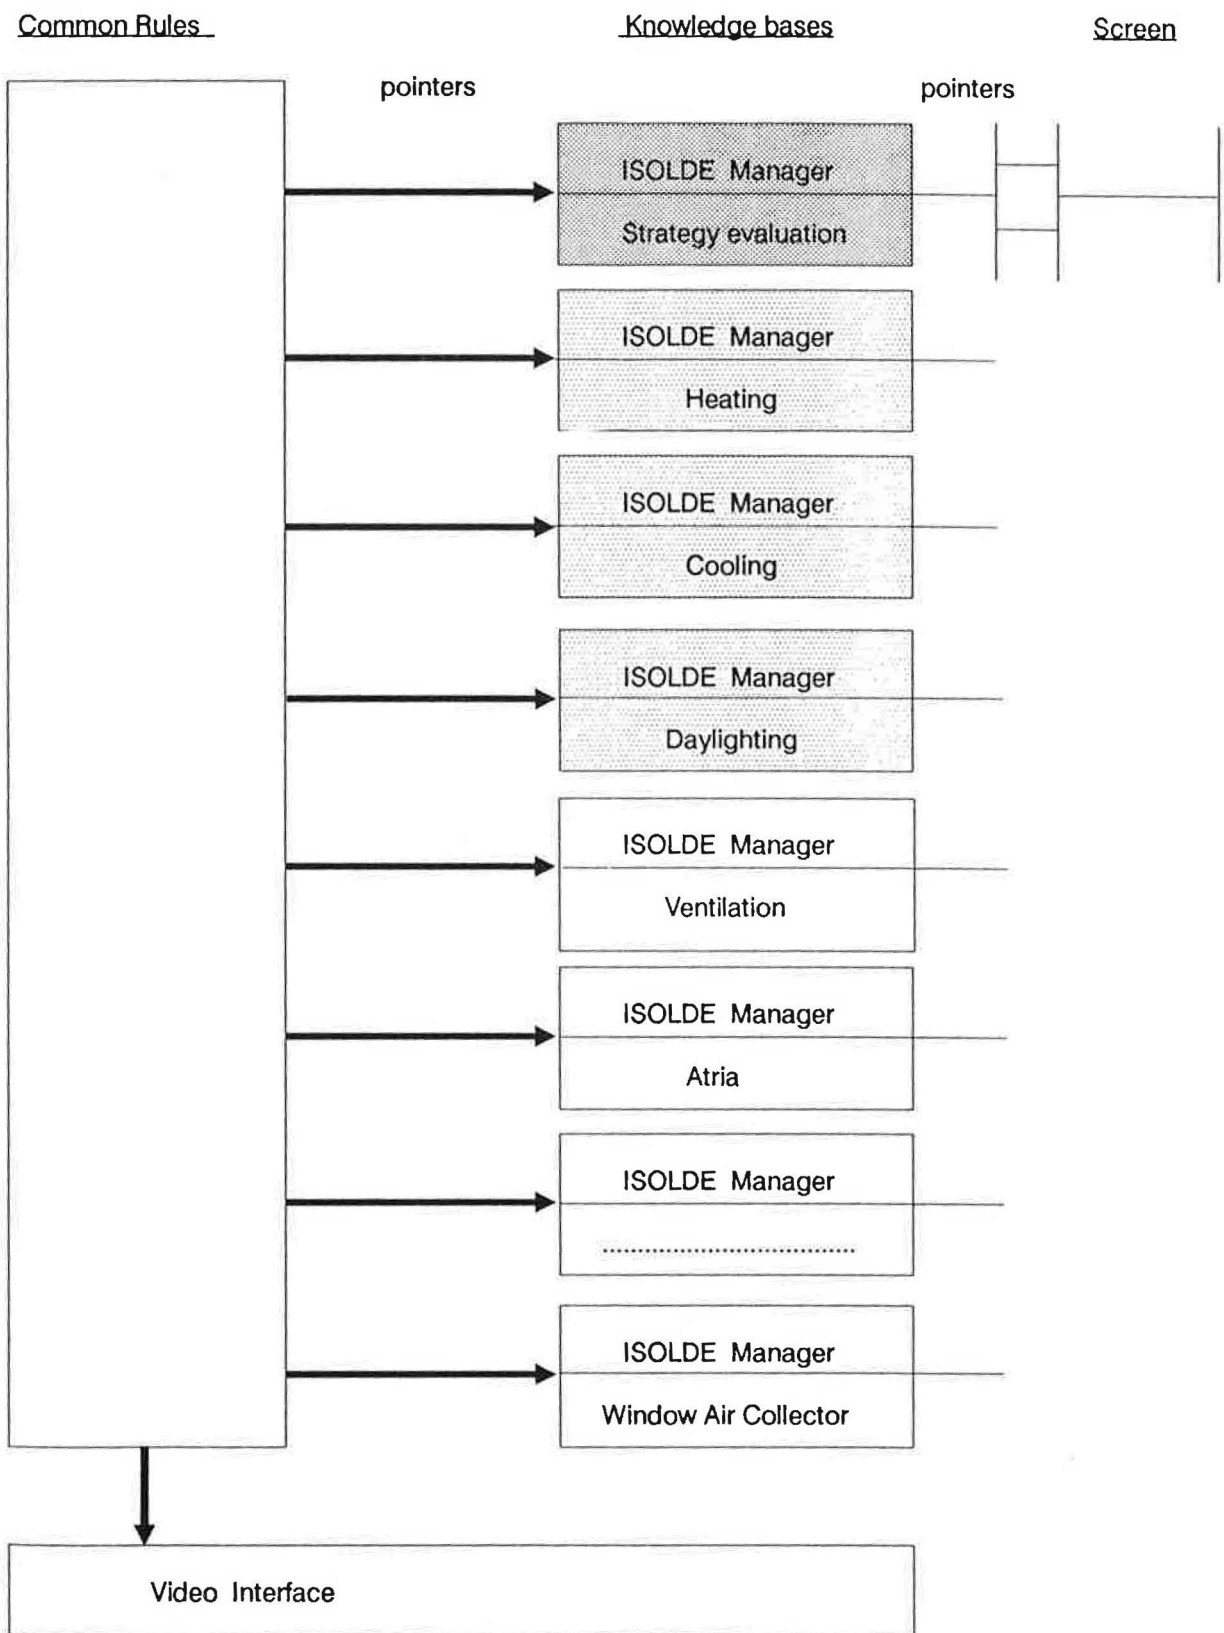 Common Rules
Knowledge bases
Screen
pointers
pointers
ISOLDE Manager
Strategy evaluation
ISOLDE Manager
Heating
ISOLDE Manager
Cooling
ISOLDE Manager
Daylighting
ISOLDE Manager
Ventilation
ISOLDE Manager
Atria
ISOLDE Manager
....................................
ISOLDE Manager
Window Air Collector
Video Interface